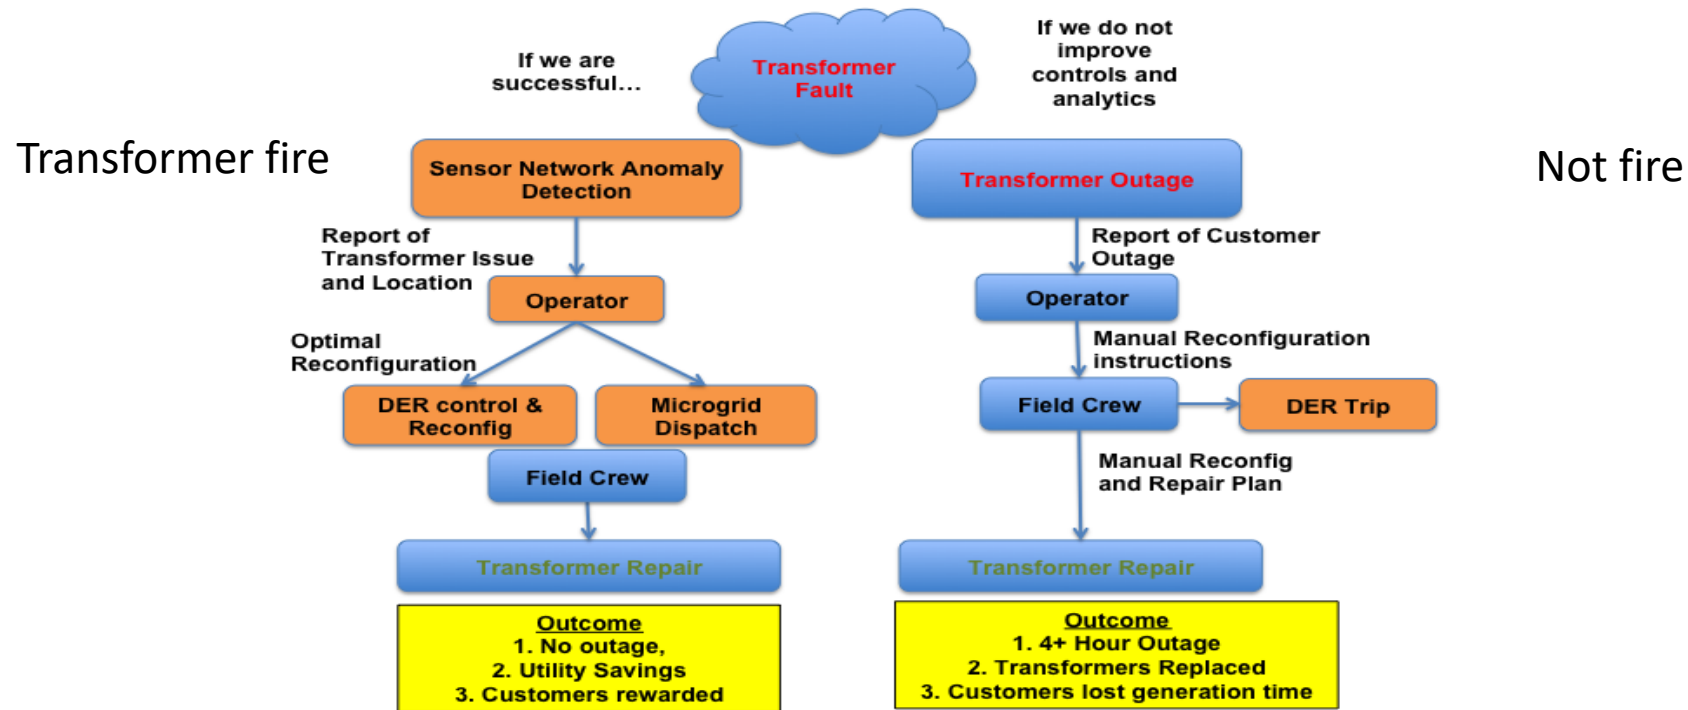 If we are
successful...
Transformer
Fault
If we do not
improve
controls and
analytics
Transformer fire
Not fire
Sensor Network Anomaly
Detection
Report of
Transformer Issue
and Location
Operator
Optimal
Reconfiguration
DER control &
Reconfig
Microgrid
Dispatch
Field Crew
Transformer Repair
Outcome
1. No outage,
2. Utility Savings
3. Customers rewarded
Transformer Outage
Report of Customer
Outage
Operator
Manual Reconfiguration
instructions
Field Crew
DER Trip
Manual Reconfig
and Repair Plan
Transformer Repair
Outcome
1. 4+ Hour Outage
2. Transformers Replaced
3. Customers lost generation time